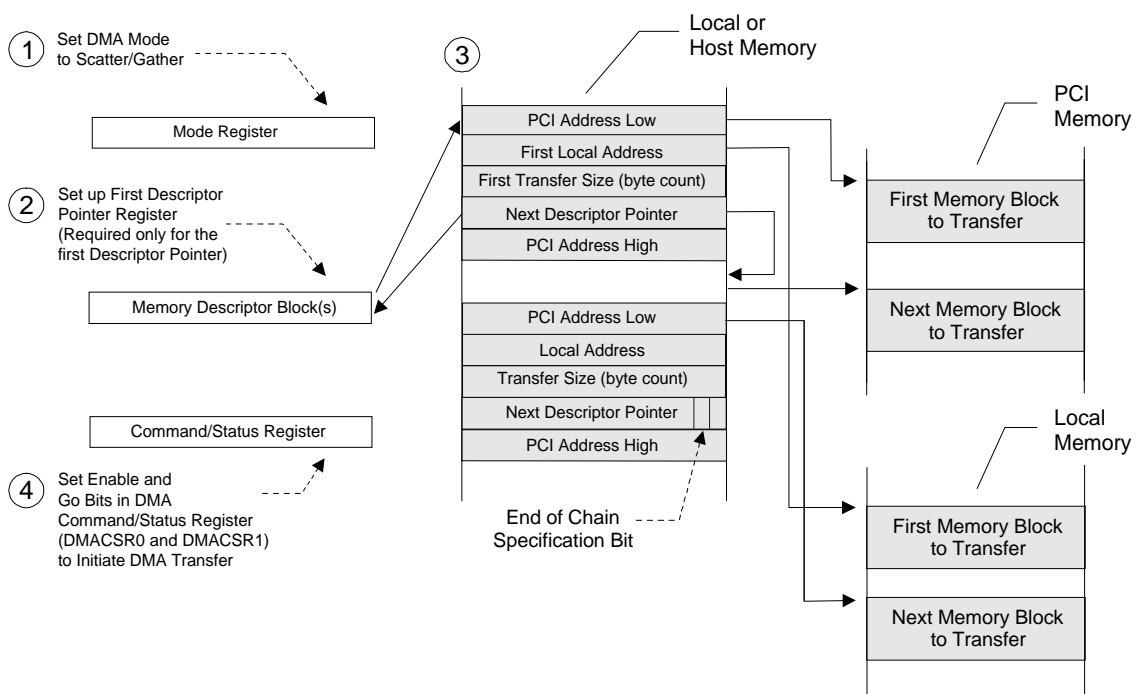 1
Set DMA Mode
to Scatter/Gather
Mode Register
2
Set up First Descriptor
Pointer Register
(Required only for the
first Descriptor Pointer)
Memory Descriptor Block(s)
Command/Status Register
4
Set Enable and
Go Bits in DMA
Command/Status Register
(DMACSR0 and DMACSR1)
to Initiate DMA Transfer
3
Local or
Host Memory
PCI Address Low
First Local Address
First Transfer Size (byte count)
Next Descriptor Pointer
PCI Address High
PCI Address Low
Local Address
Transfer Size (byte count)
Next Descriptor Pointer
PCI Address High
End of Chain
Specification Bit
PCI
Memory
First Memory Block
to Transfer
Next Memory Block
to Transfer
Local
Memory
First Memory Block
to Transfer
Next Memory Block
to Transfer